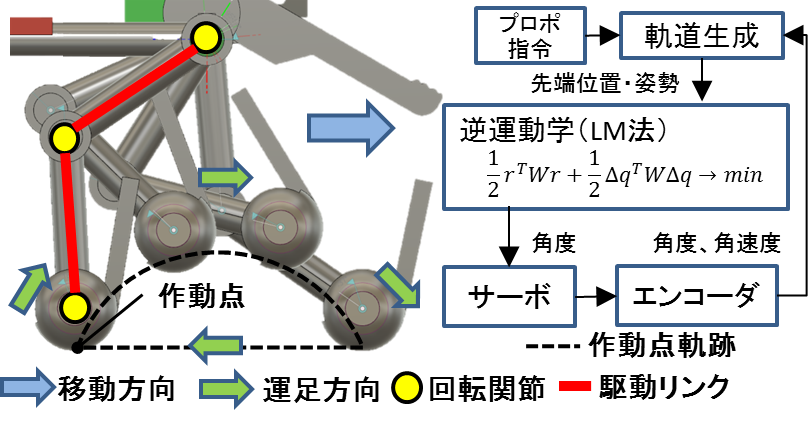 プロポ
指令
軌道生成
先端位置・姿勢
逆運動学（LM法）
\frac{1}{2}r^T Wr + \frac{1}{2}Δq^T WΔq → min
角度
角度、角速度
サーボ
エンコーダ
作動点
作動点軌跡
移動方向
運足方向
回転関節
駆動リンク